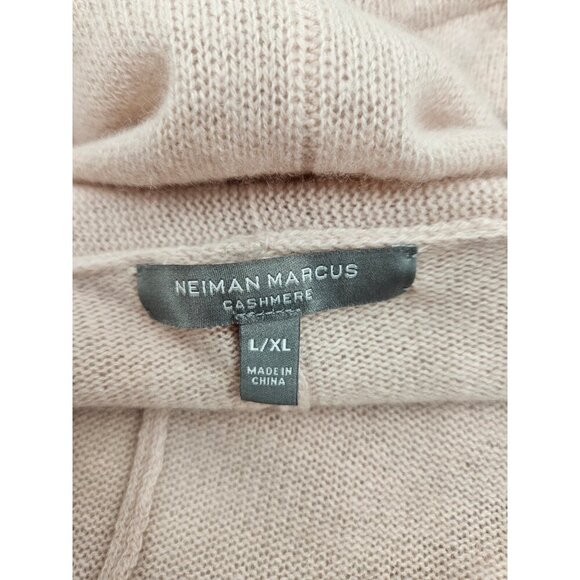 NEIMAN MARCUS
CASHMERE
L/XL
MADE IN
CHINA